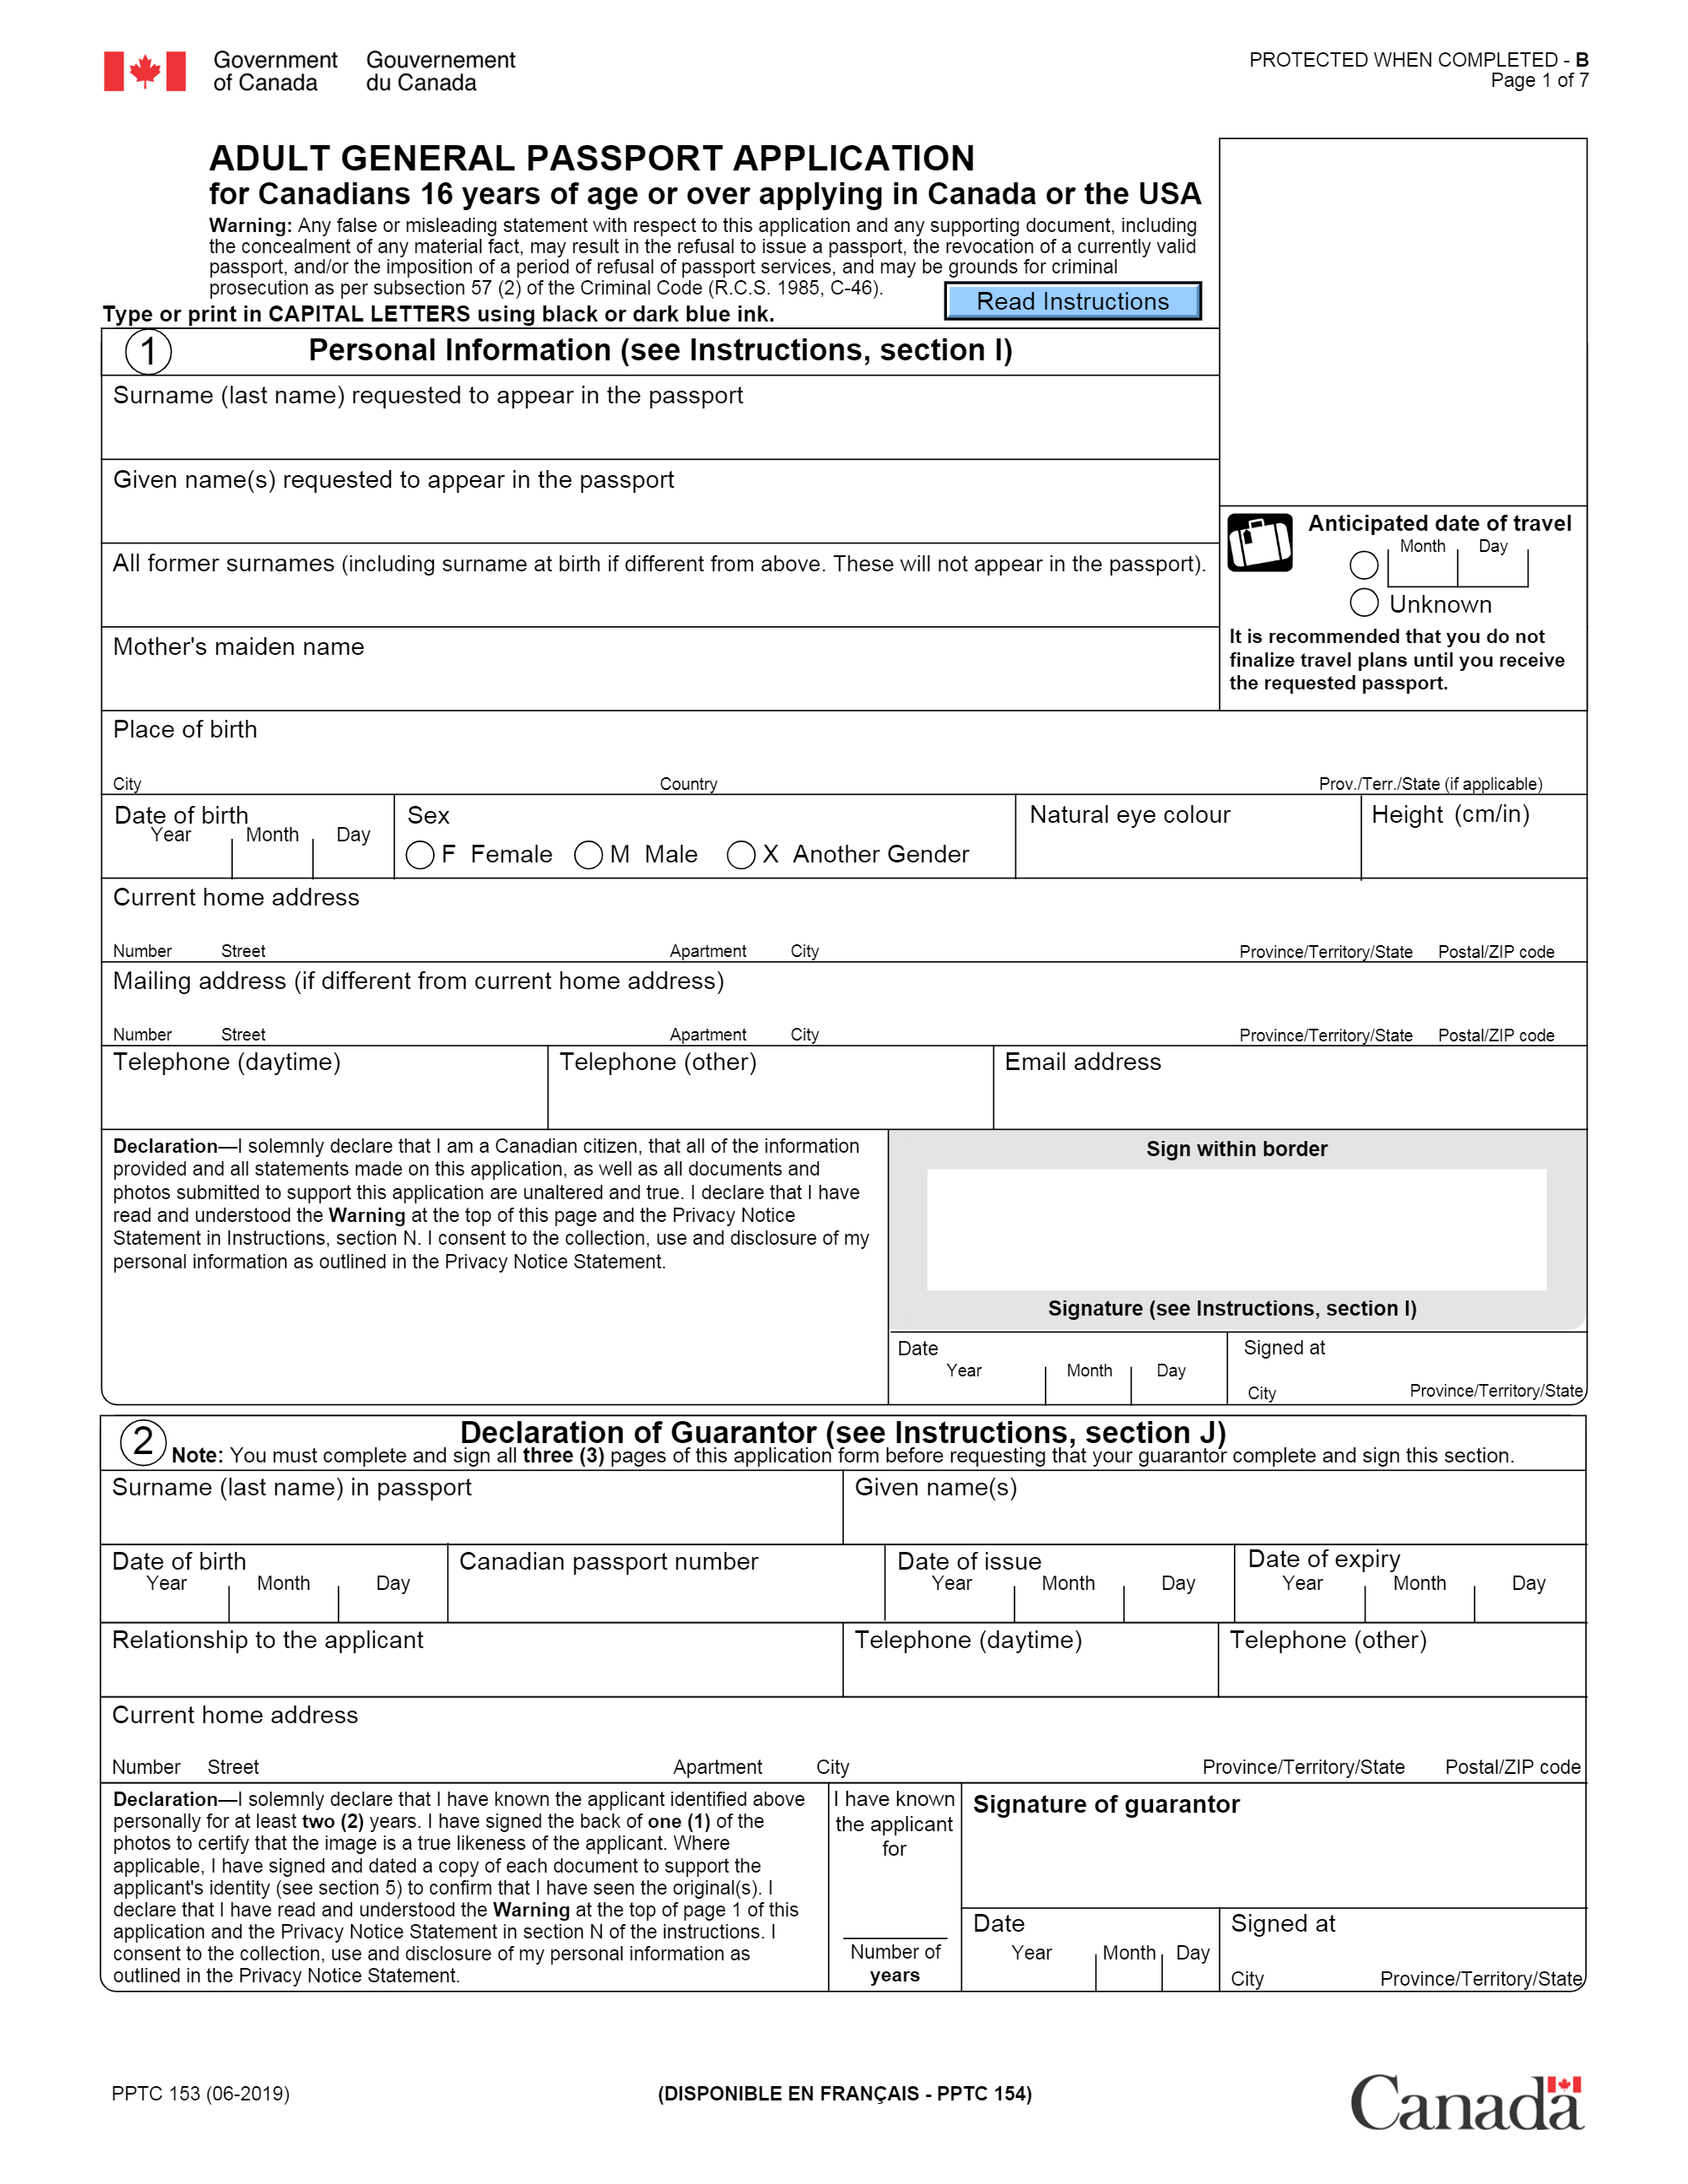 Government of Canada
Gouvernement du Canada
PROTECTED WHEN COMPLETED - B
Page 1 of 7
ADULT GENERAL PASSPORT APPLICATION
for Canadians 16 years of age or over applying in Canada or the USA
Warning: Any false or misleading statement with respect to this application and any supporting document, including
the concealment of any material fact, may result in the refusal to issue a passport, the revocation of a currently valid
passport, and/or the imposition of a period of refusal of passport services, and may be grounds for criminal
prosecution as per subsection 57 (2) of the Criminal Code (R.C.S. 1985, C-46).
Read Instructions
Type or print in CAPITAL LETTERS using black or dark blue ink.
1 Personal Information (see Instructions, section I)
Surname (last name) requested to appear in the passport
Given name(s) requested to appear in the passport
All former surnames (including surname at birth if different from above. These will not appear in the passport).
Mother's maiden name
Anticipated date of travel
Month Day
Unknown
It is recommended that you do not
finalize travel plans until you receive
the requested passport.
Place of birth
City Country Prov./Terr./State (if applicable)
Date of birth
Year Month Day
Sex
F Female M Male X Another Gender
Natural eye colour
Height (cm/in)
Current home address
Number Street Apartment City Province/Territory/State Postal/ZIP code
Mailing address (if different from current home address)
Number Street Apartment City Province/Territory/State Postal/ZIP code
Telephone (daytime) Telephone (other) Email address
Declaration—I solemnly declare that I am a Canadian citizen, that all of the information
provided and all statements made on this application, as well as all documents and
photos submitted to support this application are unaltered and true. I declare that I have
read and understood the Warning at the top of this page and the Privacy Notice
Statement in Instructions, section N. I consent to the collection, use and disclosure of my
personal information as outlined in the Privacy Notice Statement.
Sign within border
Signature (see Instructions, section I)
Date
Year Month Day
Signed at
City Province/Territory/State
2 Declaration of Guarantor (see Instructions, section J)
Note: You must complete and sign all three (3) pages of this application form before requesting that your guarantor complete and sign this section.
Surname (last name) in passport Given name(s)
Date of birth
Year Month Day
Canadian passport number
Date of issue
Year Month Day
Date of expiry
Year Month Day
Relationship to the applicant Telephone (daytime) Telephone (other)
Current home address
Number Street Apartment City Province/Territory/State Postal/ZIP code
Declaration—I solemnly declare that I have known the applicant identified above
personally for at least two (2) years. I have signed the back of one (1) of the
photos to certify that the image is a true likeness of the applicant. Where
applicable, I have signed and dated a copy of each document to support the
applicant's identity (see section 5) to confirm that I have seen the original(s). I
declare that I have read and understood the Warning at the top of page 1 of this
application and the Privacy Notice Statement in section N of the instructions. I
consent to the collection, use and disclosure of my personal information as
outlined in the Privacy Notice Statement.
I have known
the applicant
for
Number of
years
Signature of guarantor
Date
Year Month Day
Signed at
City Province/Territory/State
PPTC 153 (06-2019)
(DISPONIBLE EN FRANÇAIS - PPTC 154)
Canada